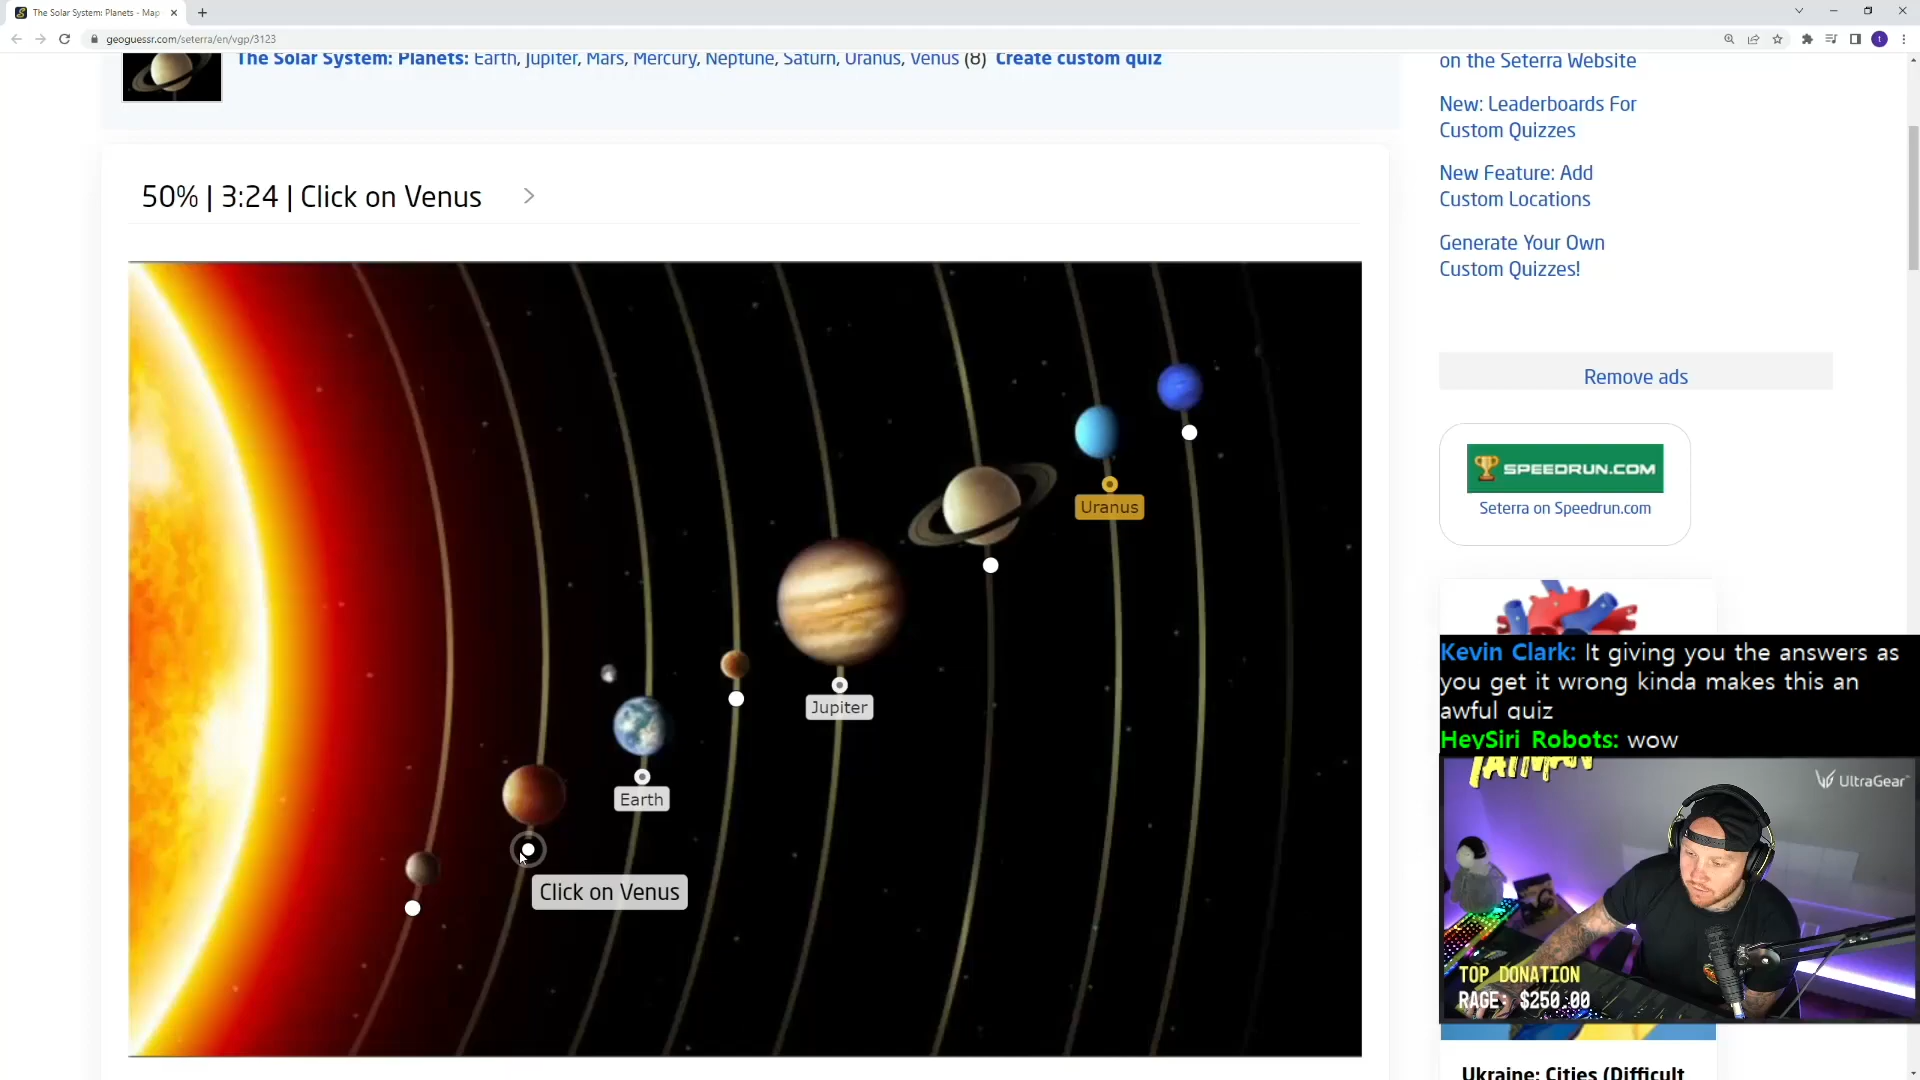 The Solar System: Planets - Map
geoguessr.com/seterra/en/vgp/3123
The Solar System: Planets: Earth, Jupiter, Mars, Mercury, Neptune, Saturn, Uranus, Venus (8) Create custom quiz
50% | 3:24 | Click on Venus
Uranus
Jupiter
Earth
Click on Venus
on the Seterra Website
New: Leaderboards For
Custom Quizzes
New Feature: Add
Custom Locations
Generate Your Own
Custom Quizzes!
Remove ads
SPEEDRUN.COM
Seterra on Speedrun.com
Kevin Clark: It giving you the answers as
you get it wrong kinda makes this an
awful quiz
HeySiri Robots: wow
UltraGear
TOP DONATION
RAGE: $250.00
Ukraine: Cities (Difficult